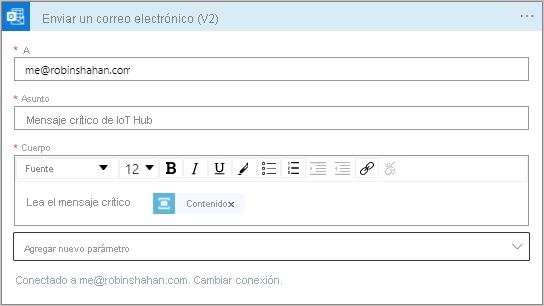 Enviar un correo electrónico (V2)
* A
me@robinshahan.com
* Asunto
Mensaje crítico de IoT Hub
* Cuerpo
Fuente 12 B I U
Lea el mensaje crítico Contenido x
Agregar nuevo parámetro
Conectado a me@robinshahan.com. Cambiar conexión.